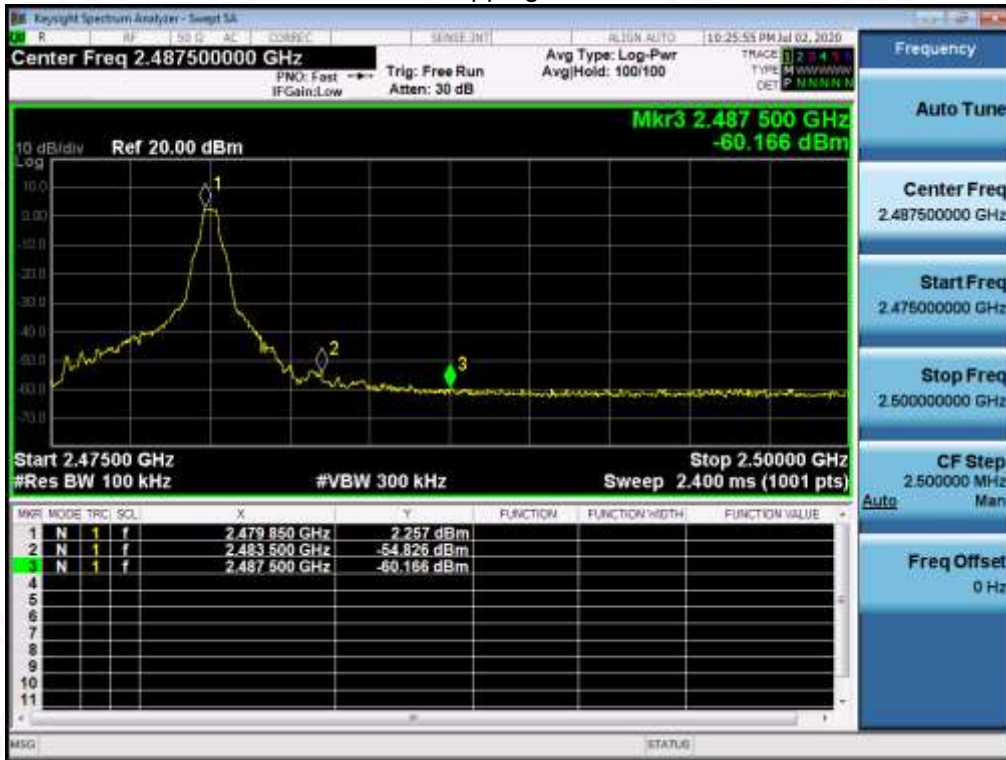 Keysight Spectrum Analyzer - Swept SA
R RF 50 Ω AC CORREC SENSE:INT ALIGN AUTO 10:25:55 PM Jul 02, 2020
Center Freq 2.487500000 GHz
PNO: Fast
IFGain:Low
Trig: Free Run
Atten: 30 dB
Avg Type: Log-Pwr
Avg|Hold: 100/100
TRACE 1 2 3 4 5 6
TYPE M WWWWW
DET P NNNNN
Mkr3 2.487 500 GHz
-60.166 dBm
10 dB/div Ref 20.00 dBm
Log
10.0
0.00
-10.0
-20.0
-30.0
-40.0
-50.0
-60.0
-70.0
1
2
3
Start 2.47500 GHz Stop 2.50000 GHz
#Res BW 100 kHz #VBW 300 kHz Sweep 2.400 ms (1001 pts)
MKR MODE TRC SCL X Y FUNCTION FUNCTION WIDTH FUNCTION VALUE
1 N 1 f 2.479 850 GHz 2.257 dBm
2 N 1 f 2.483 500 GHz -54.826 dBm
3 N 1 f 2.487 500 GHz -60.166 dBm
4
5
6
7
8
9
10
11
MSG STATUS
Frequency
Auto Tune
Center Freq
2.487500000 GHz
Start Freq
2.475000000 GHz
Stop Freq
2.500000000 GHz
CF Step
2.500000 MHz
Auto Man
Freq Offset
0 Hz